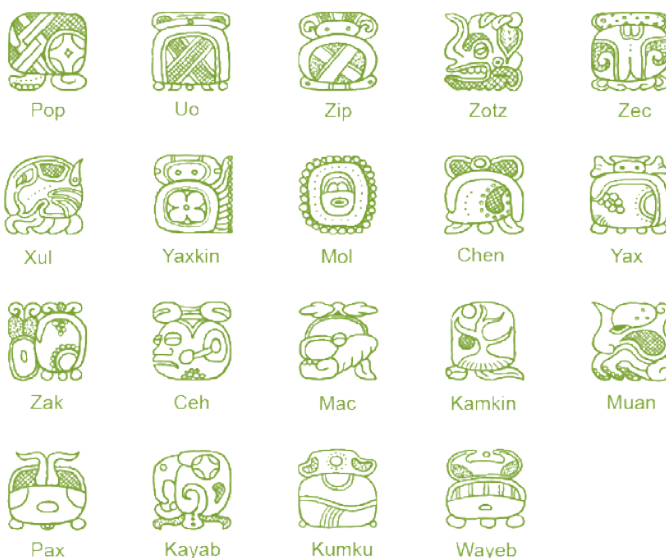 Pop Uo Zip Zotz Zec
Xul Yaxkin Mol Chen Yax
Zak Ceh Mac Kamkin Muan
Pax Kayab Kumku Wayeb